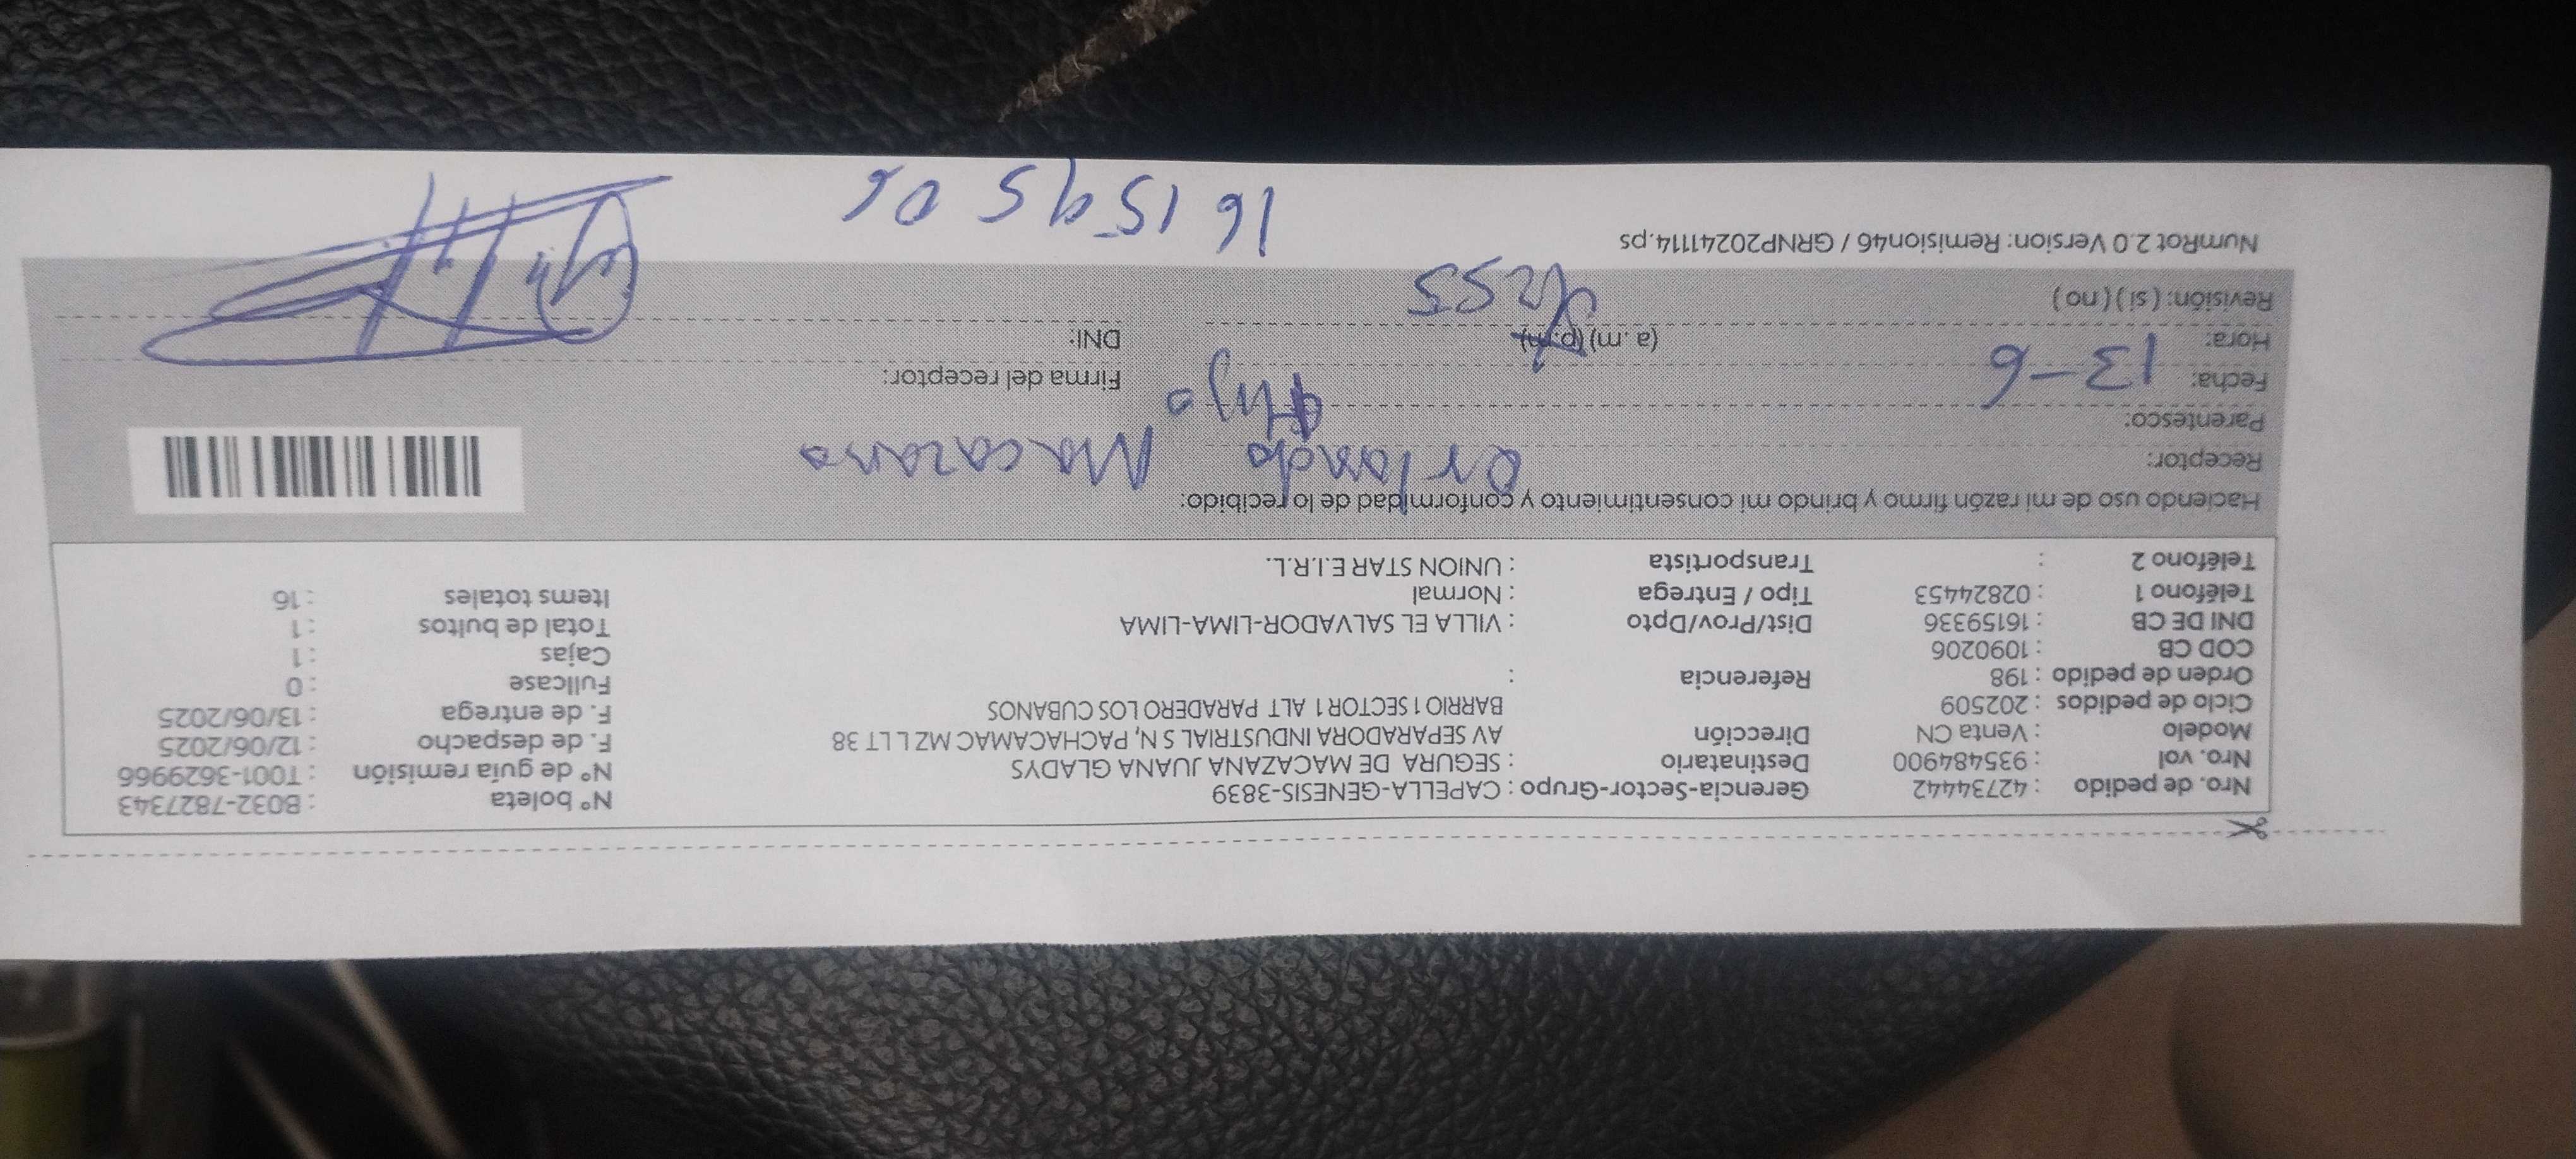 Nro. de pedido : 42734442 Gerencia-Sector-Grupo : CAPELLA-GENESIS-3839 N° boleta : B032-7827343
Nro. vol : 9354848900 Destinatario : SEGURA DE MACAZANA JUANA GLADYS N° de guía remisión : T001-3629966
Modelo : Venta CN Dirección AV SEPARADORA INDUSTRIAL S N, PACHACAMAC MZ L LT 38 F. de despacho : 12/06/2025
Ciclo de pedidos : 202509 BARRIO 1 SECTOR 1 ALT PARADERO LOS CUBANOS F. de entrega : 13/06/2025
Orden de pedido : 198 Referencia : Fullcase : 0
COD CB : 1090206 Cajas : 1
DNI DE CB : 16159336 Dist/Prov/Dpto : VILLA EL SALVADOR-LIMA-LIMA Total de bultos : 1
Teléfono 1 : 02824453 Tipo / Entrega : Normal Items totales : 16
Teléfono 2 : Transportista : UNION STAR E.I.R.L.
Haciendo uso de mi razón firmo y brindo mi consentimiento y conformidad de lo recibido:
Receptor: Orlando Macazana
Parentesco: Hijo
Fecha: 13-6 Firma del receptor:
Hora: (a.m) (p.m) DNI:
Revisión: ( si ) ( no )
NumRot 2.0 Version: Remision46 / GRNP20241114.ps
16 15 95 06